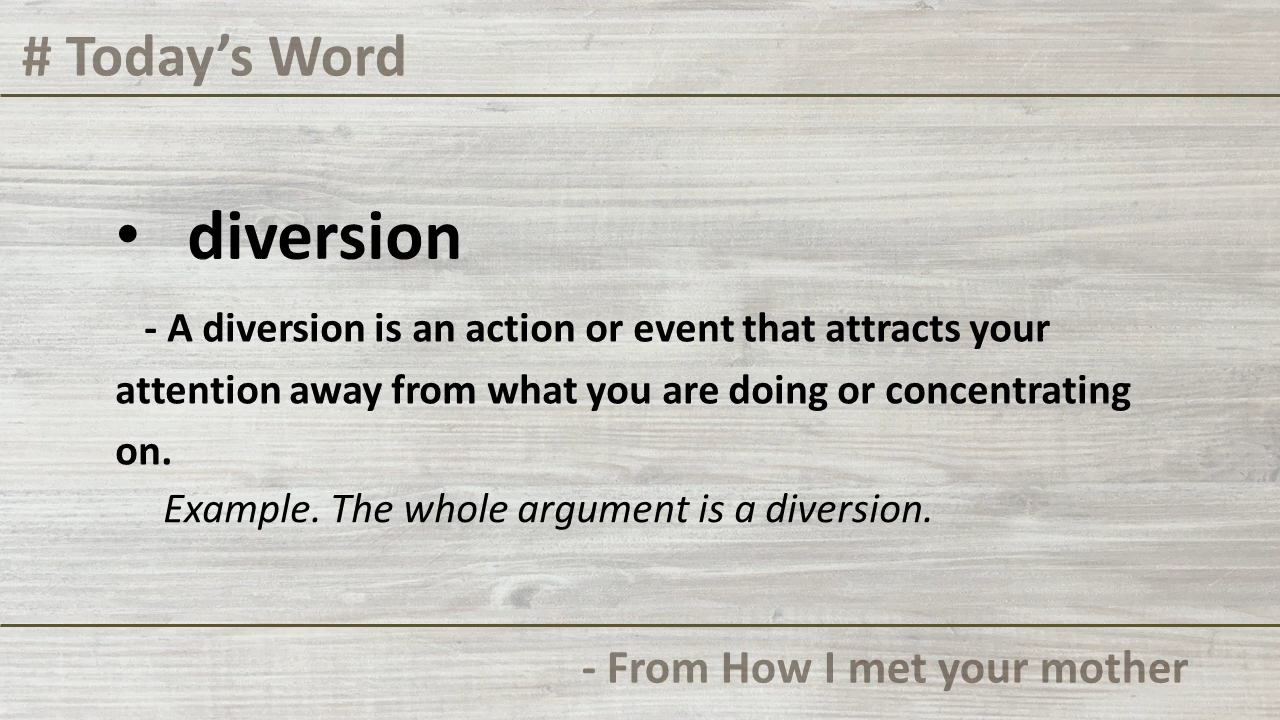 # Today’s Word
• diversion
- A diversion is an action or event that attracts your
attention away from what you are doing or concentrating
on.
Example. The whole argument is a diversion.
- From How I met your mother